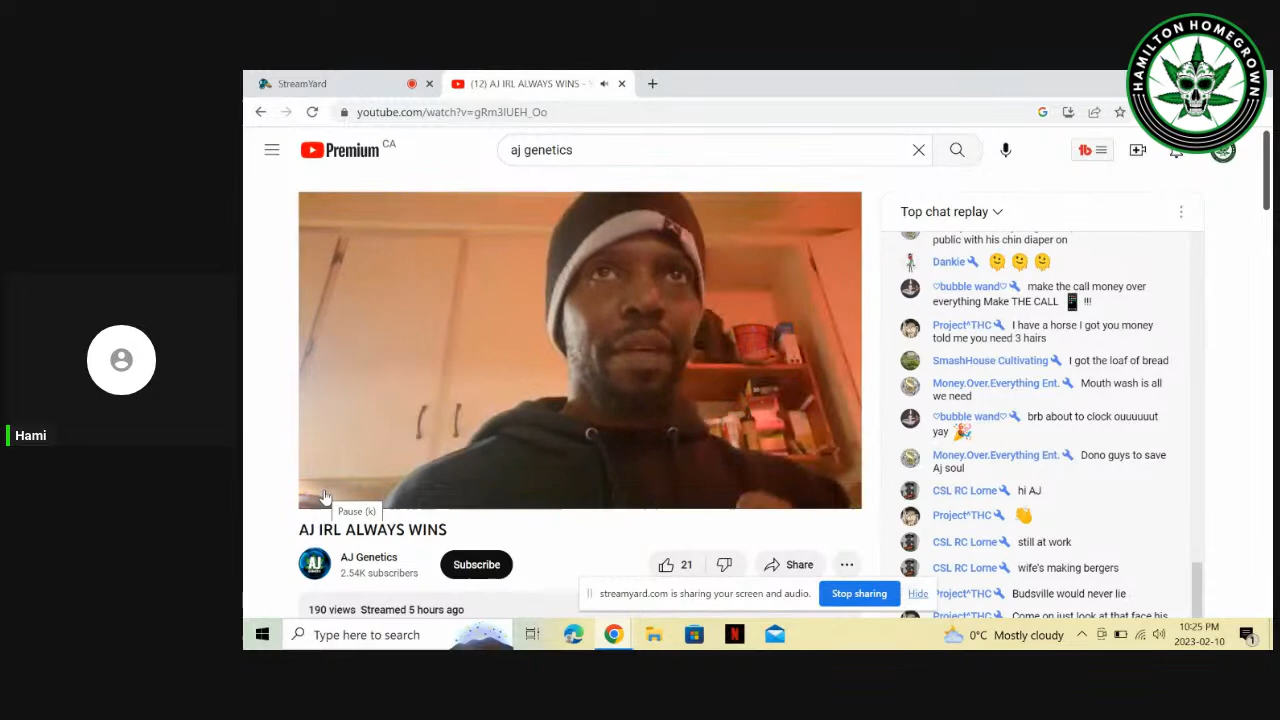 HAMILTON HOMEGROWN
StreamYard
(12) AJ IRL ALWAYS WINS -
youtube.com/watch?v=gRm3lUEH_Oo
Premium CA
aj genetics
Top chat replay
public with his chin diaper on
Dankie
♡bubble wand♡ make the call money over
everything Make THE CALL !!!
Project^THC I have a horse I got you money
told me you need 3 hairs
SmashHouse Cultivating I got the loaf of bread
Money.Over.Everything Ent. Mouth wash is all
we need
♡bubble wand♡ brb about to clock ouuuuuut
yay
Money.Over.Everything Ent. Dono guys to save
Aj soul
CSL RC Lorne hi AJ
Project^THC
CSL RC Lorne still at work
CSL RC Lorne wife's making bergers
Project^THC Budsville would never lie
Project^THC Come on just look at that face his
Hami
Pause (k)
AJ IRL ALWAYS WINS
AJ
AJ Genetics
2.54K subscribers
Subscribe
21
Share
streamyard.com is sharing your screen and audio.
Stop sharing
Hide
190 views Streamed 5 hours ago
Type here to search
N
0°C Mostly cloudy
10:25 PM
2023-02-10
1